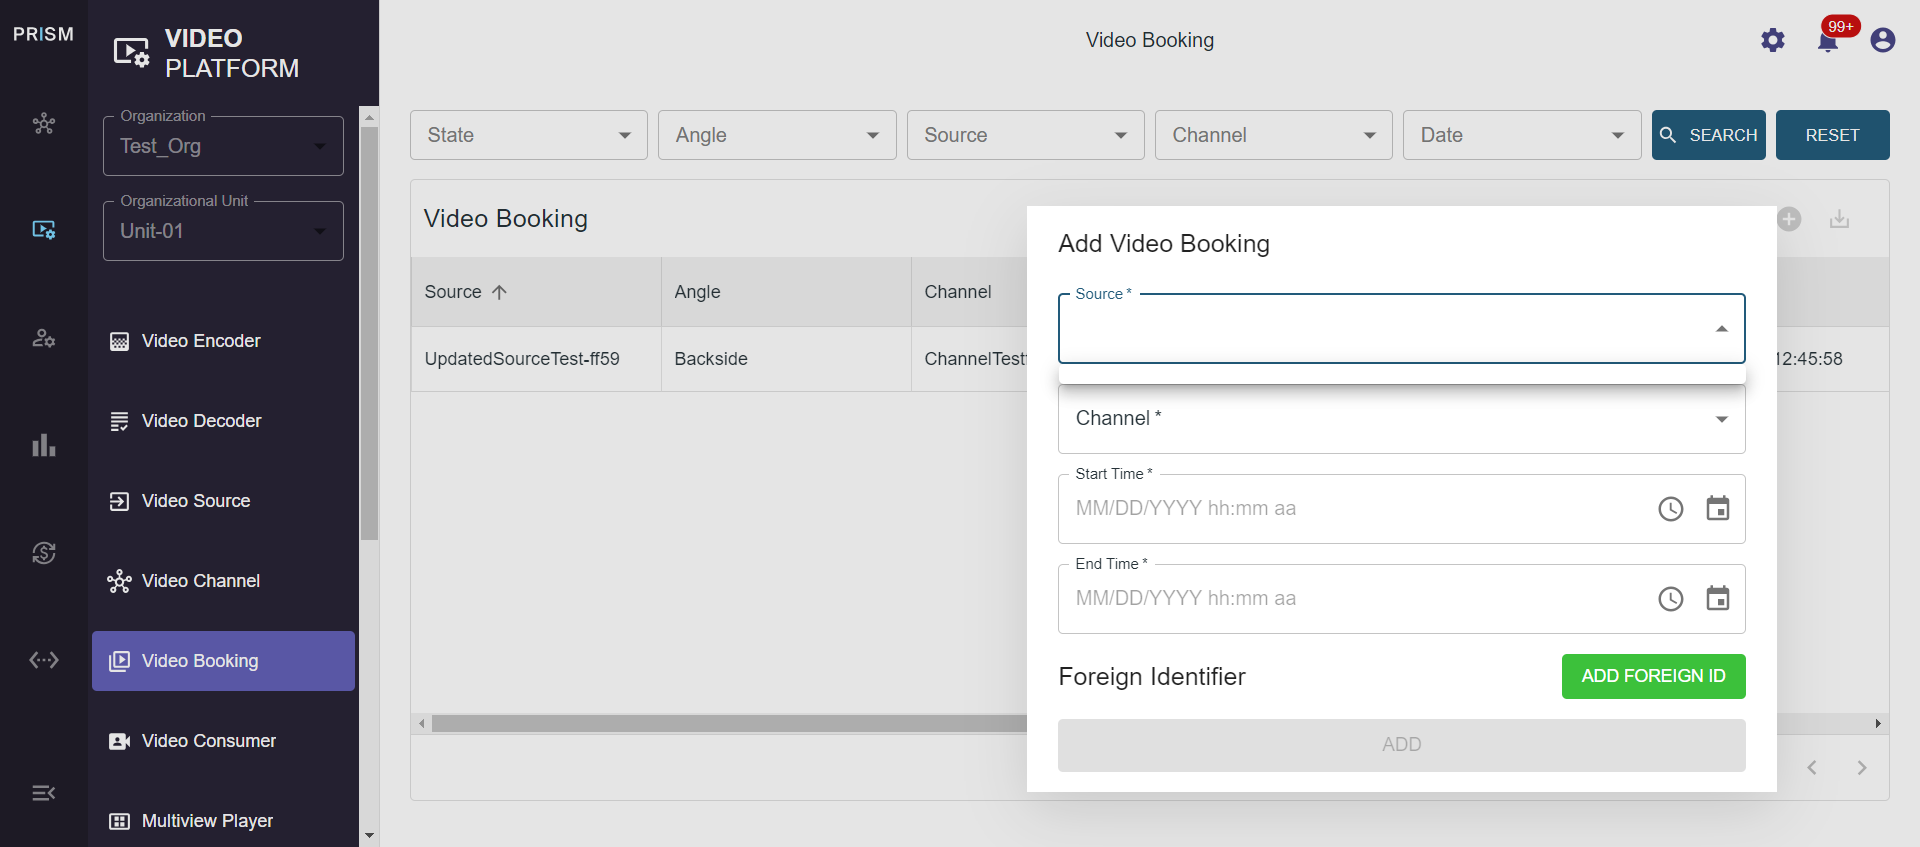 PRISM
VIDEO
PLATFORM
Organization
Test_Org
Organizational Unit
Unit-01
Video Encoder
Video Decoder
Video Source
Video Channel
Video Booking
Video Consumer
Multiview Player
Video Booking
99+
State
Angle
Source
Channel
Date
SEARCH
RESET
Video Booking
Source
Angle
Channel
UpdatedSourceTest-ff59
Backside
ChannelTest
12:45:58
Add Video Booking
Source *
Channel *
Start Time *
MM/DD/YYYY hh:mm aa
End Time *
MM/DD/YYYY hh:mm aa
Foreign Identifier
ADD FOREIGN ID
ADD